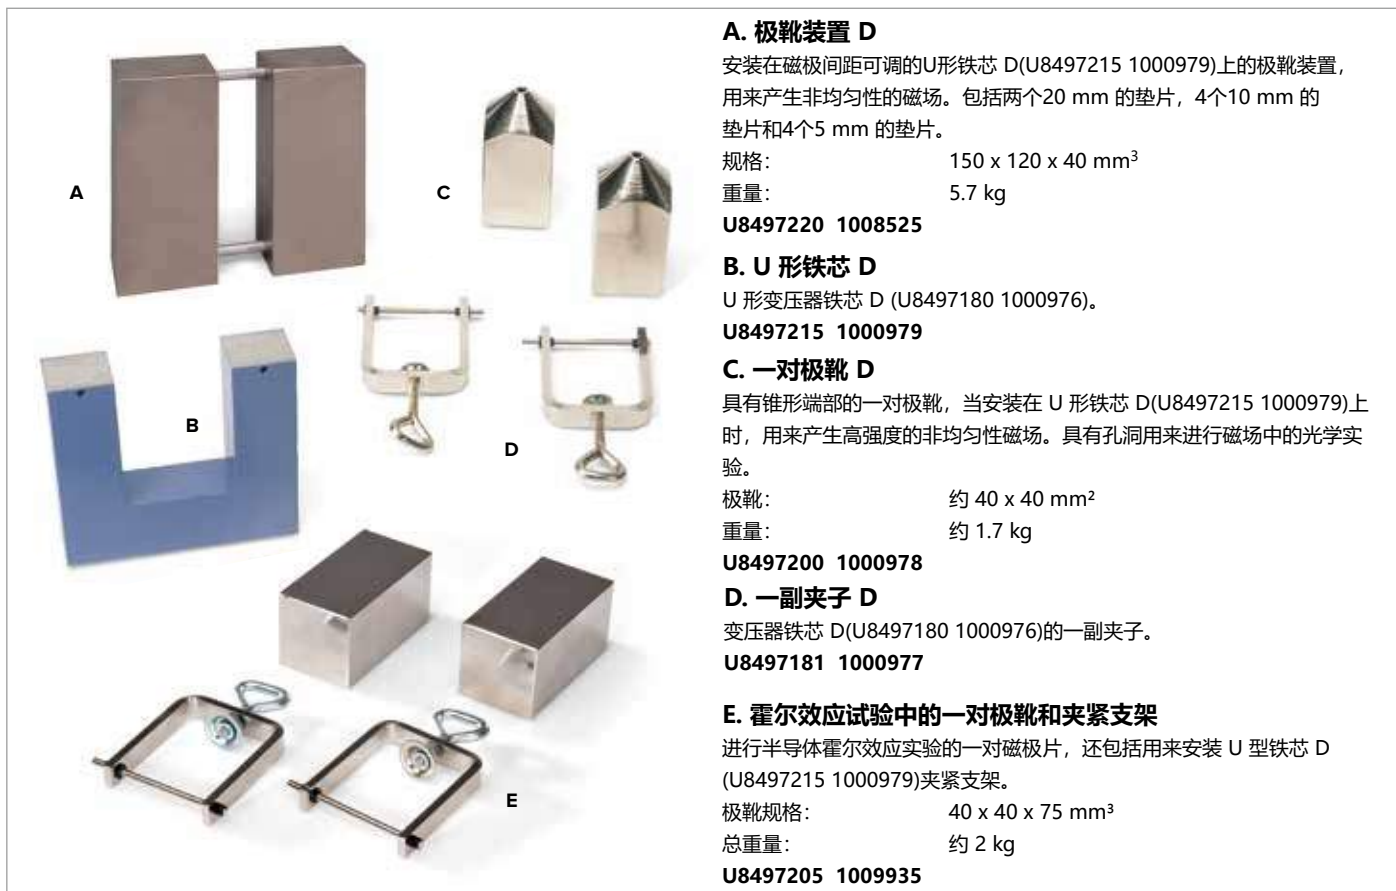 A
C
B
D
E
A. 极靴装置 D
安装在磁极间距可调的U形铁芯 D(U8497215 1000979)上的极靴装置，
用来产生非均匀性的磁场。包括两个20 mm 的垫片，4个10 mm 的
垫片和4个5 mm 的垫片。
规格： 150 x 120 x 40 mm³
重量： 5.7 kg
U8497220 1008525
B. U 形铁芯 D
U 形变压器铁芯 D (U8497180 1000976)。
U8497215 1000979
C. 一对极靴 D
具有锥形端部的一对极靴，当安装在 U 形铁芯 D(U8497215 1000979)上
时，用来产生高强度的非均匀性磁场。具有孔洞用来进行磁场中的光学实
验。
极靴： 约 40 x 40 mm²
重量： 约 1.7 kg
U8497200 1000978
D. 一副夹子 D
变压器铁芯 D(U8497180 1000976)的一副夹子。
U8497181 1000977
E. 霍尔效应试验中的一对极靴和夹紧支架
进行半导体霍尔效应实验的一对磁极片，还包括用来安装 U 型铁芯 D
(U8497215 1000979)夹紧支架。
极靴规格： 40 x 40 x 75 mm³
总重量： 约 2 kg
U8497205 1009935